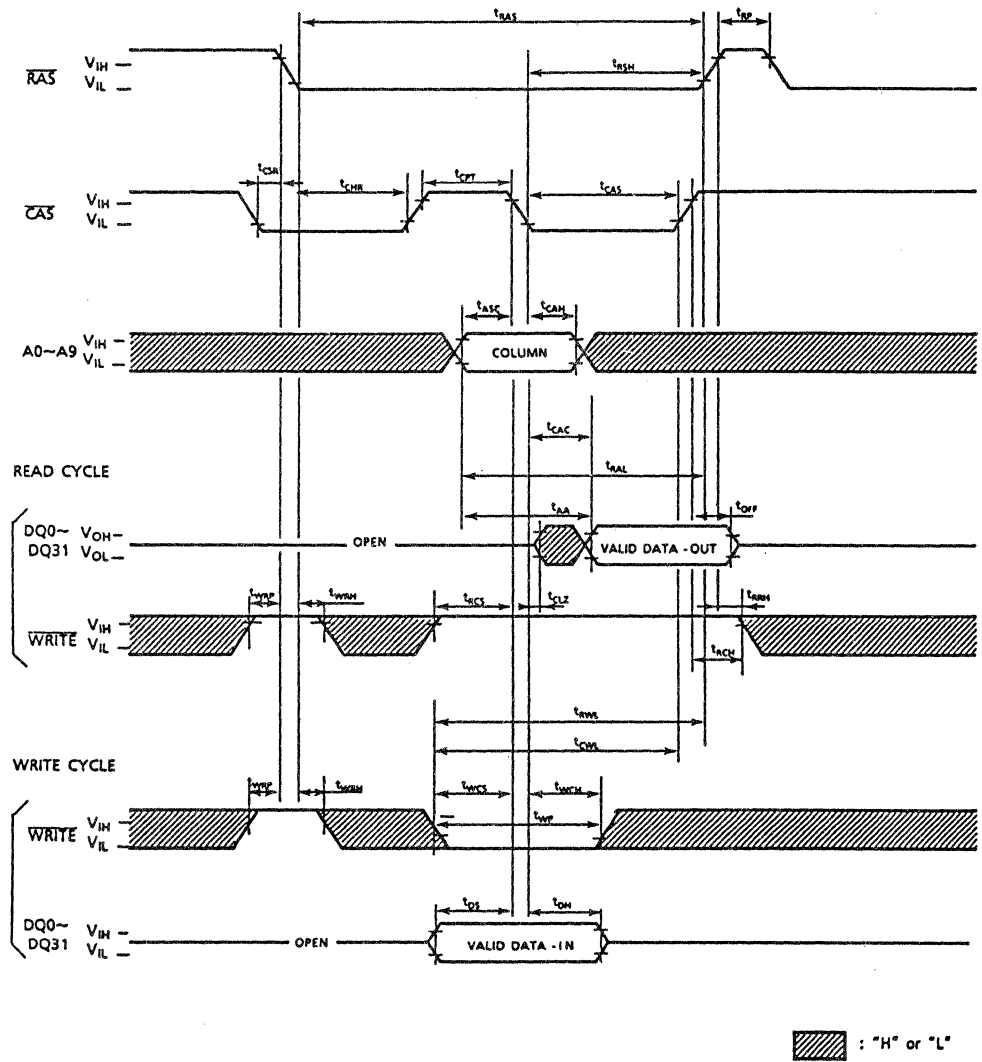 tRAS
tRP
RAS
VIH
VIL
tRSH
tCSR
tCHR
tCPT
tCAS
CAS
VIH
VIL
tASC
tCAH
A0~A9
VIH
VIL
COLUMN
tCAC
READ CYCLE
tRAL
tAA
tOFF
DQ0~
DQ31
VOH
VOL
OPEN
VALID DATA - OUT
tWRP
tWRH
tRCS
tCLZ
tRRH
WRITE
VIH
VIL
tRCH
tRWL
tCWL
WRITE CYCLE
tWRP
tWRH
tWCS
tWCH
tWP
WRITE
VIH
VIL
tDS
tDH
DQ0~
DQ31
VIH
VIL
OPEN
VALID DATA - IN
: "H" or "L"